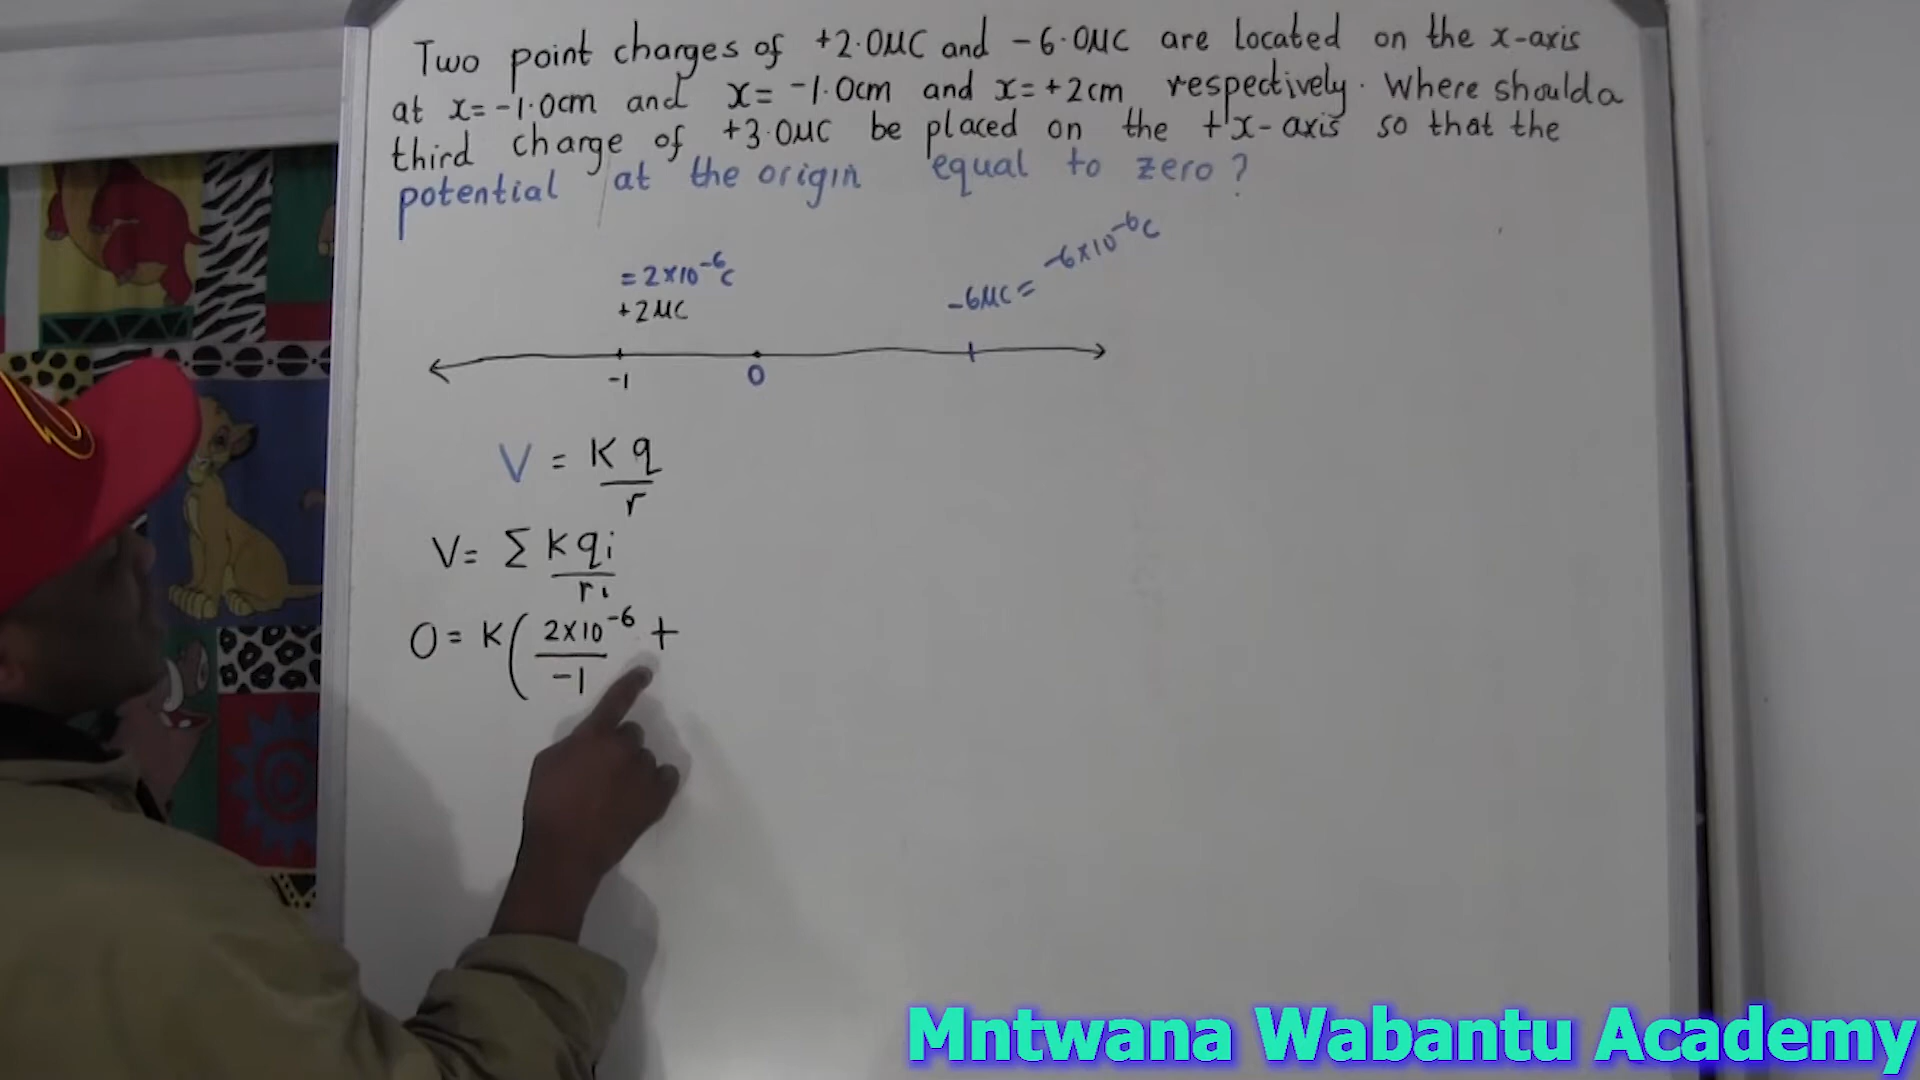 Two point charges of +2.0μC and -6.0μC are located on the x-axis
at x=-1.0cm and x= -1.0cm and x=+2cm respectively. Where should a
third charge of +3.0μC be placed on the +x-axis so that the
potential at the origin equal to zero?
-6μC = -6×10⁻⁶C
= 2×10⁻⁶C
+2μC
-1 0
V = Kq/r
V = Σ Kqi/ri
0 = K(2×10⁻⁶/-1 +
Mntwana Wabantu Academy